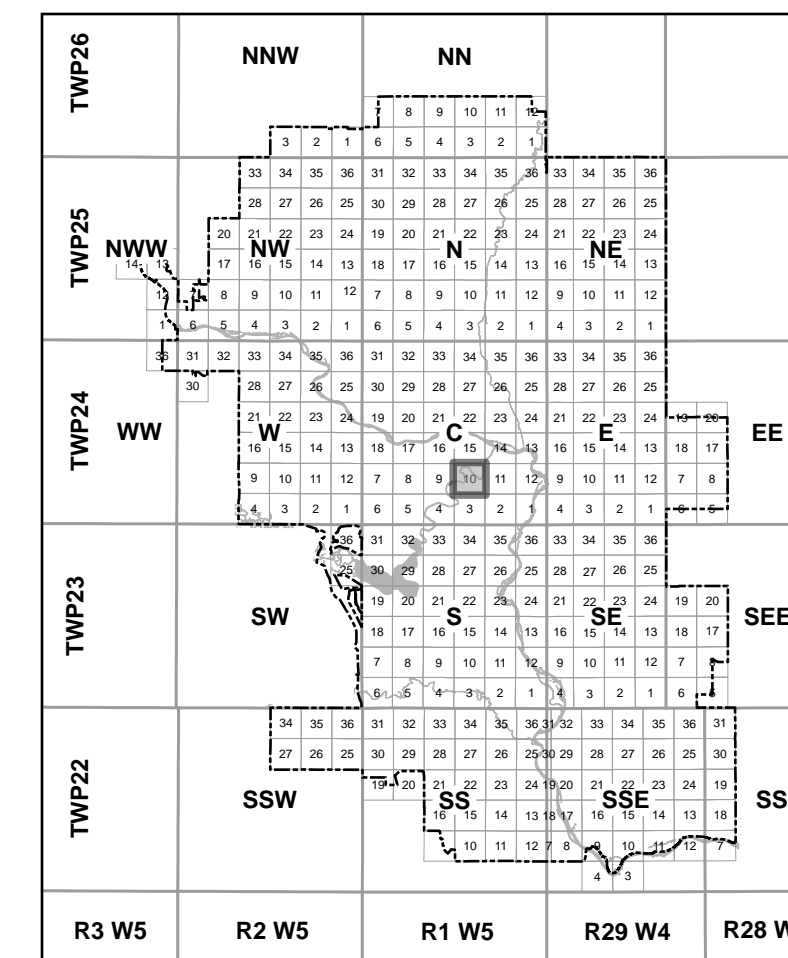 TWP26 NNW NN
7 8 9 10 11 12
3 2 1 6 5 4 3 2 1
33 34 35 36 31 32 33 34 35 36 33 34 35 36
28 27 26 25 30 29 28 27 26 25 28 27 26 25
20 21 22 23 24 19 20 21 22 23 24 21 22 23 24
TWP25 NWW NW N NE
14 13 17 16 15 14 13 18 17 16 15 14 13 16 15 14 13
12 7 8 9 10 11 12 7 8 9 10 11 12 9 10 11 12
1 6 5 4 3 2 1 6 5 4 3 2 1 4 3 2 1
36 31 32 33 34 35 36 31 32 33 34 35 36 33 34 35 36
30 28 27 26 25 30 29 28 27 26 25 28 27 26 25
21 22 23 24 19 20 21 22 23 24 21 22 23 24 19 20
TWP24 WW W C E EE
16 15 14 13 18 17 16 15 14 13 16 15 14 13 18 17
9 10 11 12 7 8 9 10 11 12 9 10 11 12 7 8
4 3 2 1 6 5 4 3 2 1 4 3 2 1 6 5
36 31 32 33 34 35 36 33 34 35 36
25 30 29 28 27 26 25 28 27 26 25
19 20 21 22 23 24 21 22 23 24 19 20
TWP23 SW S SE SEE
18 17 16 15 14 13 16 15 14 13 18 17
7 8 9 10 11 12 9 10 11 12 7 8
6 5 4 3 2 1 4 3 2 1 6
34 35 36 31 32 33 34 35 36 31 32 33 34 35 36 31
27 26 25 30 29 28 27 26 25 30 29 28 27 26 25 30
19 20 21 22 23 24 19 20 21 22 23 24 19
TWP22 SSW SS SSE SS
16 15 14 13 18 17 16 15 14 13 18
10 11 12 7 8 9 10 11 12 7
4 3
R3 W5 R2 W5 R1 W5 R29 W4 R28 W